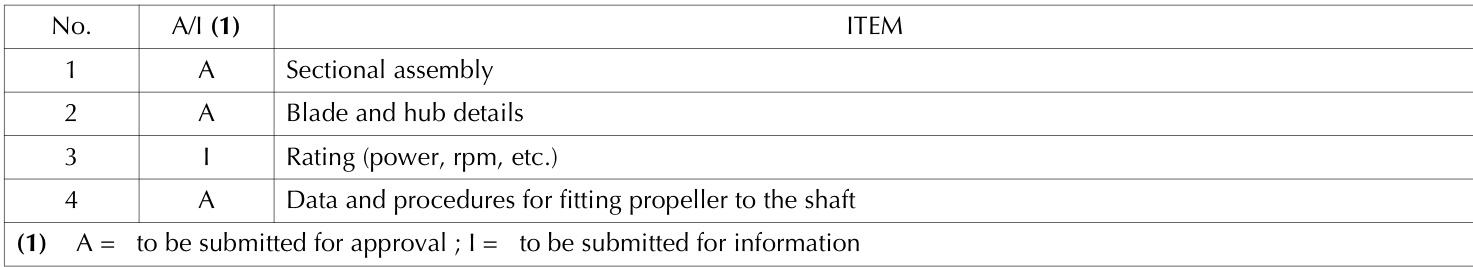 No. A/I (1) ITEM
1 A Sectional assembly
2 A Blade and hub details
3 I Rating (power, rpm, etc.)
4 A Data and procedures for fitting propeller to the shaft
(1) A = to be submitted for approval ; I = to be submitted for information